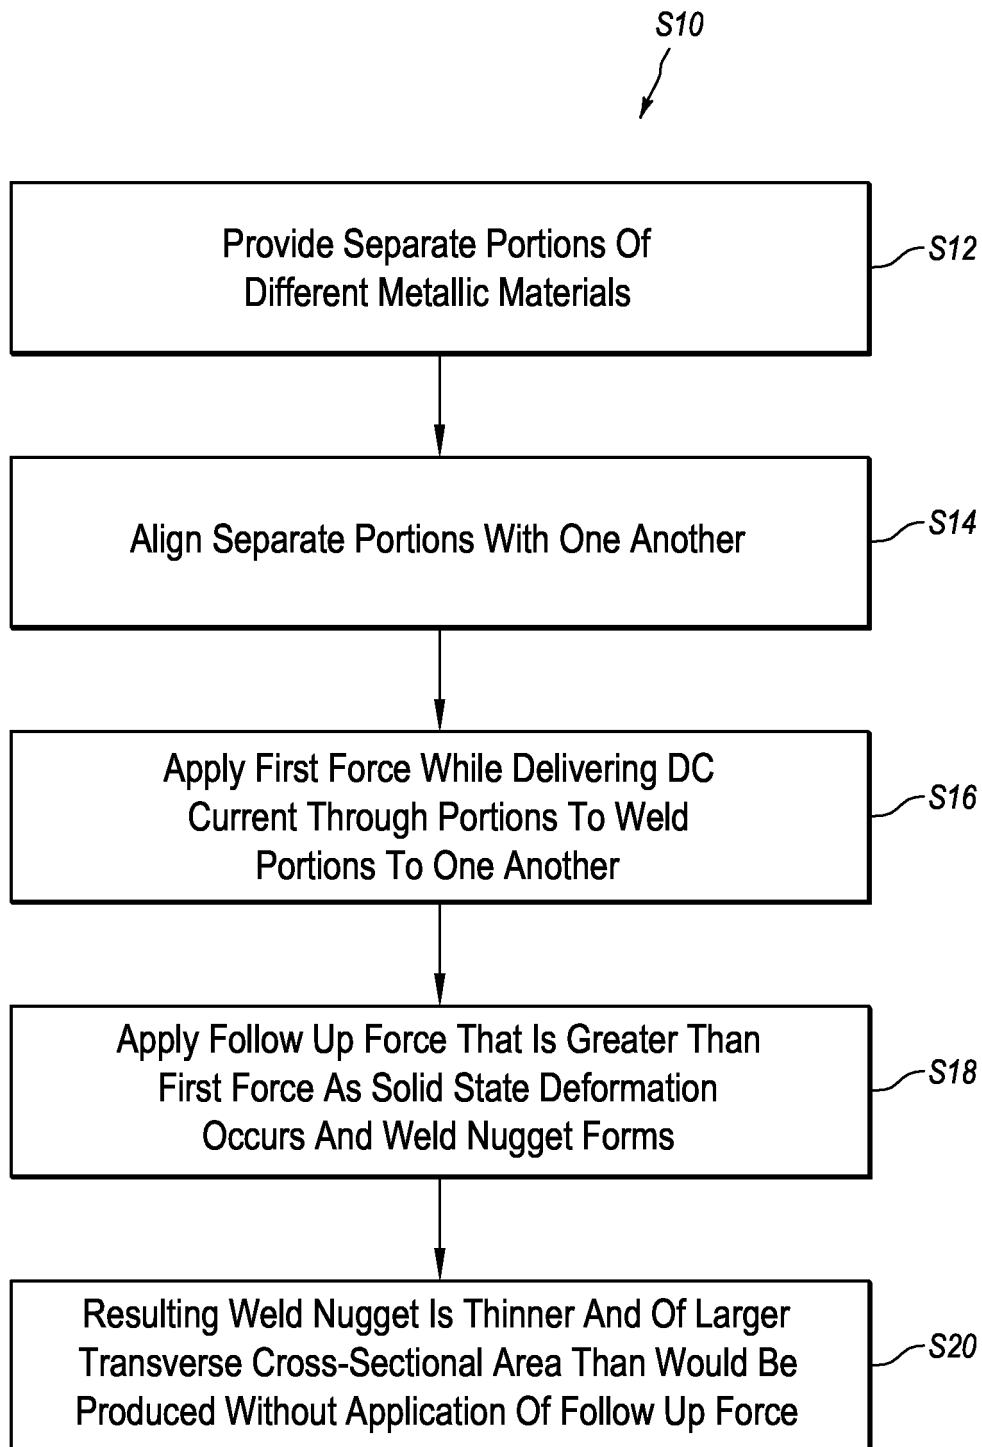 S10
Provide Separate Portions Of
Different Metallic Materials
S12
Align Separate Portions With One Another
S14
Apply First Force While Delivering DC
Current Through Portions To Weld
Portions To One Another
S16
Apply Follow Up Force That Is Greater Than
First Force As Solid State Deformation
Occurs And Weld Nugget Forms
S18
Resulting Weld Nugget Is Thinner And Of Larger
Transverse Cross-Sectional Area Than Would Be
Produced Without Application Of Follow Up Force
S20